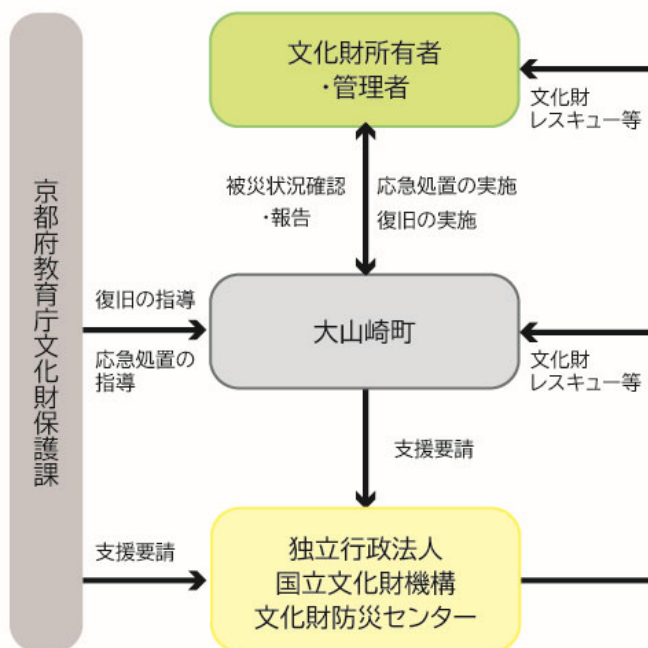 京都府教育庁文化財保護課
文化財所有者
・管理者
文化財
レスキュー等
被災状況確認
・報告
応急処置の実施
復旧の実施
復旧の指導
応急処置の
指導
大山崎町
文化財
レスキュー等
支援要請
支援要請
独立行政法人
国立文化財機構
文化財防災センター